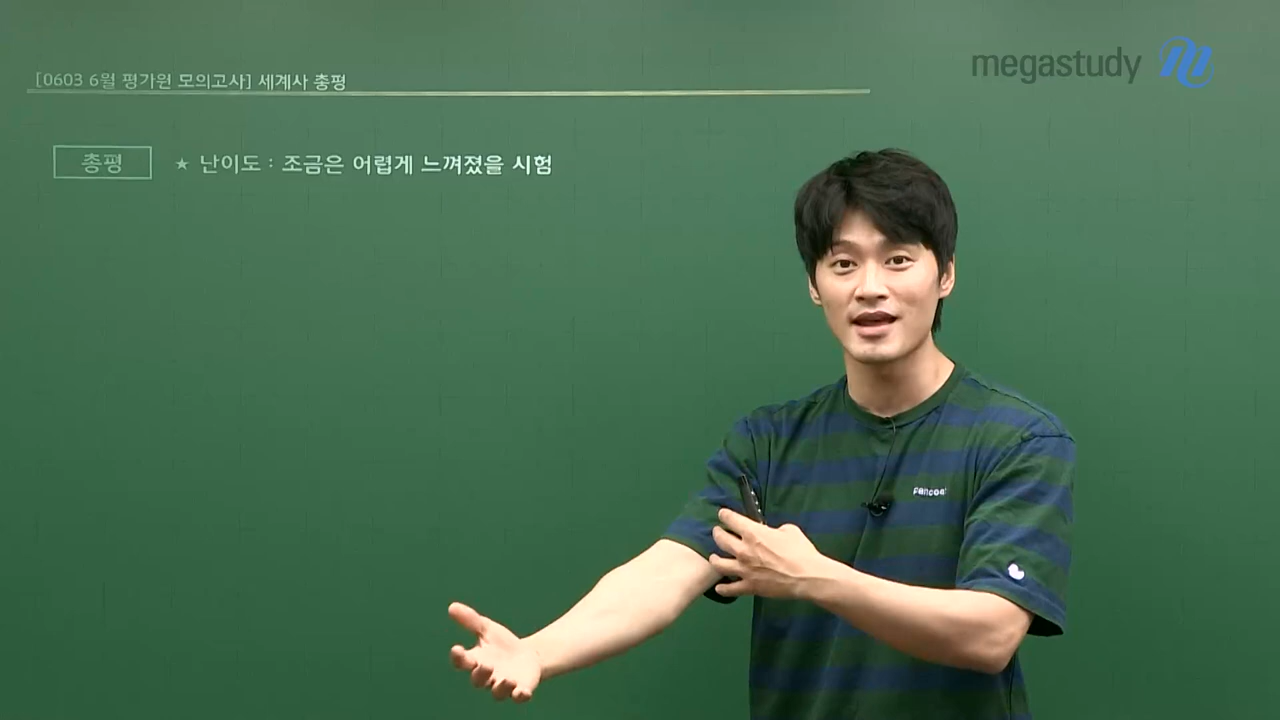 [0603 6월 평가원 모의고사] 세계사 총평
megastudy
총평 ★ 난이도 : 조금은 어렵게 느껴졌을 시험